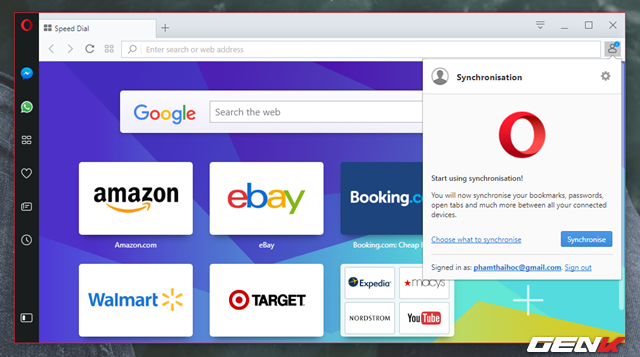 Speed Dial
Enter search or web address
Synchronisation
Google
Search the web
Start using synchronisation!
You will now synchronise your bookmarks, passwords,
open tabs and much more between all your connected
devices.
Choose what to synchronise
Synchronise
Signed in as: phamthaihoc@gmail.com. Sign out
amazon
ebay
Booking.co
Amazon.com
eBay
Booking.com: Cheap
Walmart
TARGET
Expedia
macys
NORDSTROM
YouTube
GENK